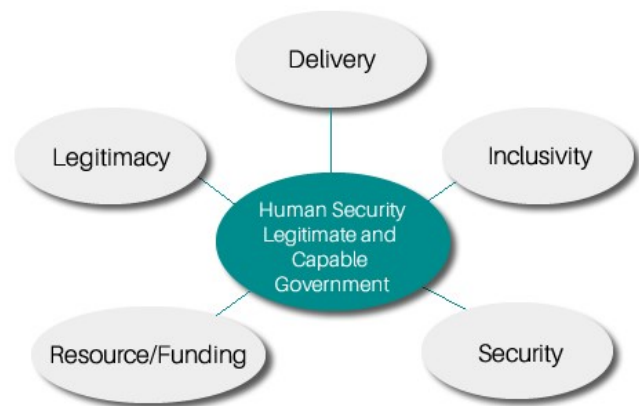 Delivery
Legitimacy
Inclusivity
Human Security
Legitimate and
Capable
Government
Resource/Funding
Security